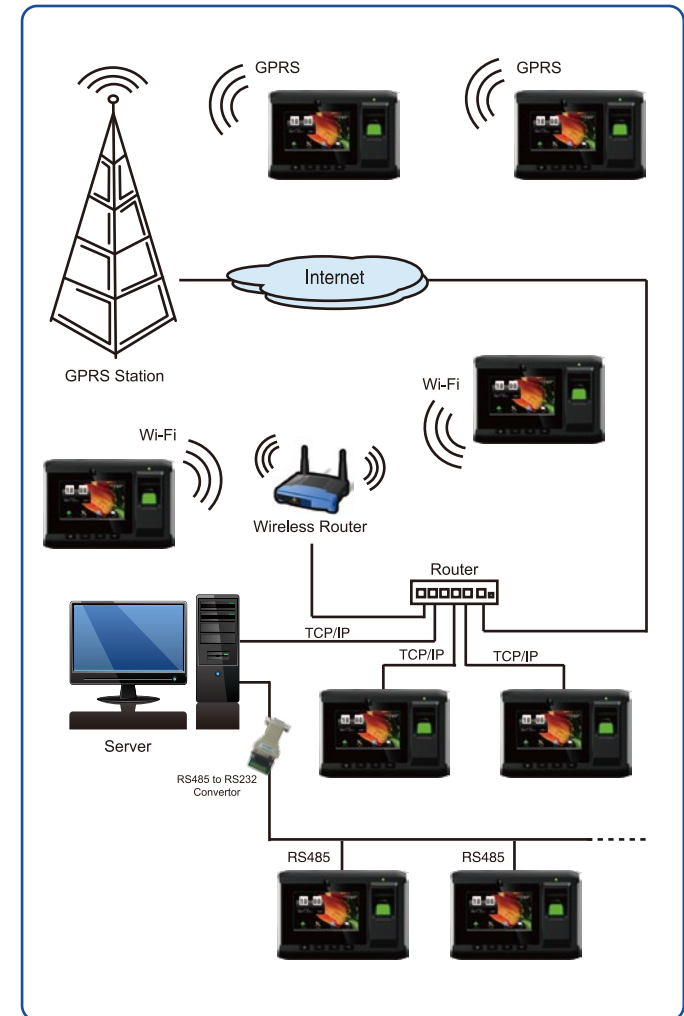 GPRS
GPRS
Internet
GPRS Station
Wi-Fi
Wi-Fi
Wireless Router
Router
TCP/IP
TCP/IP
TCP/IP
Server
RS485 to RS232
Convertor
RS485
RS485